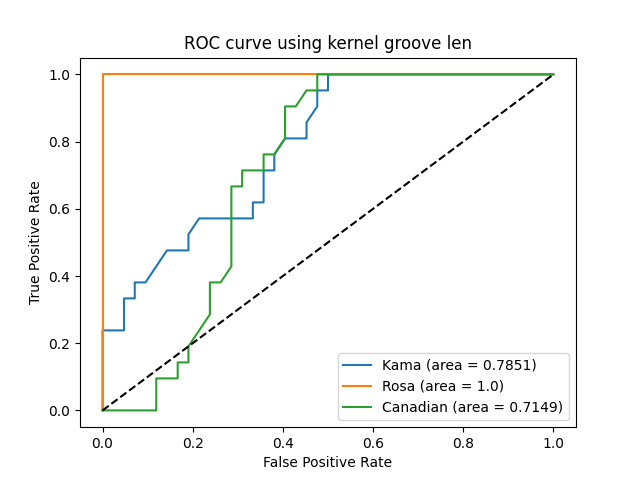 ROC curve using kernel groove len
True Positive Rate
1.0
0.8
0.6
0.4
0.2
0.0
0.0 0.2 0.4 0.6 0.8 1.0
False Positive Rate
Kama (area = 0.7851)
Rosa (area = 1.0)
Canadian (area = 0.7149)